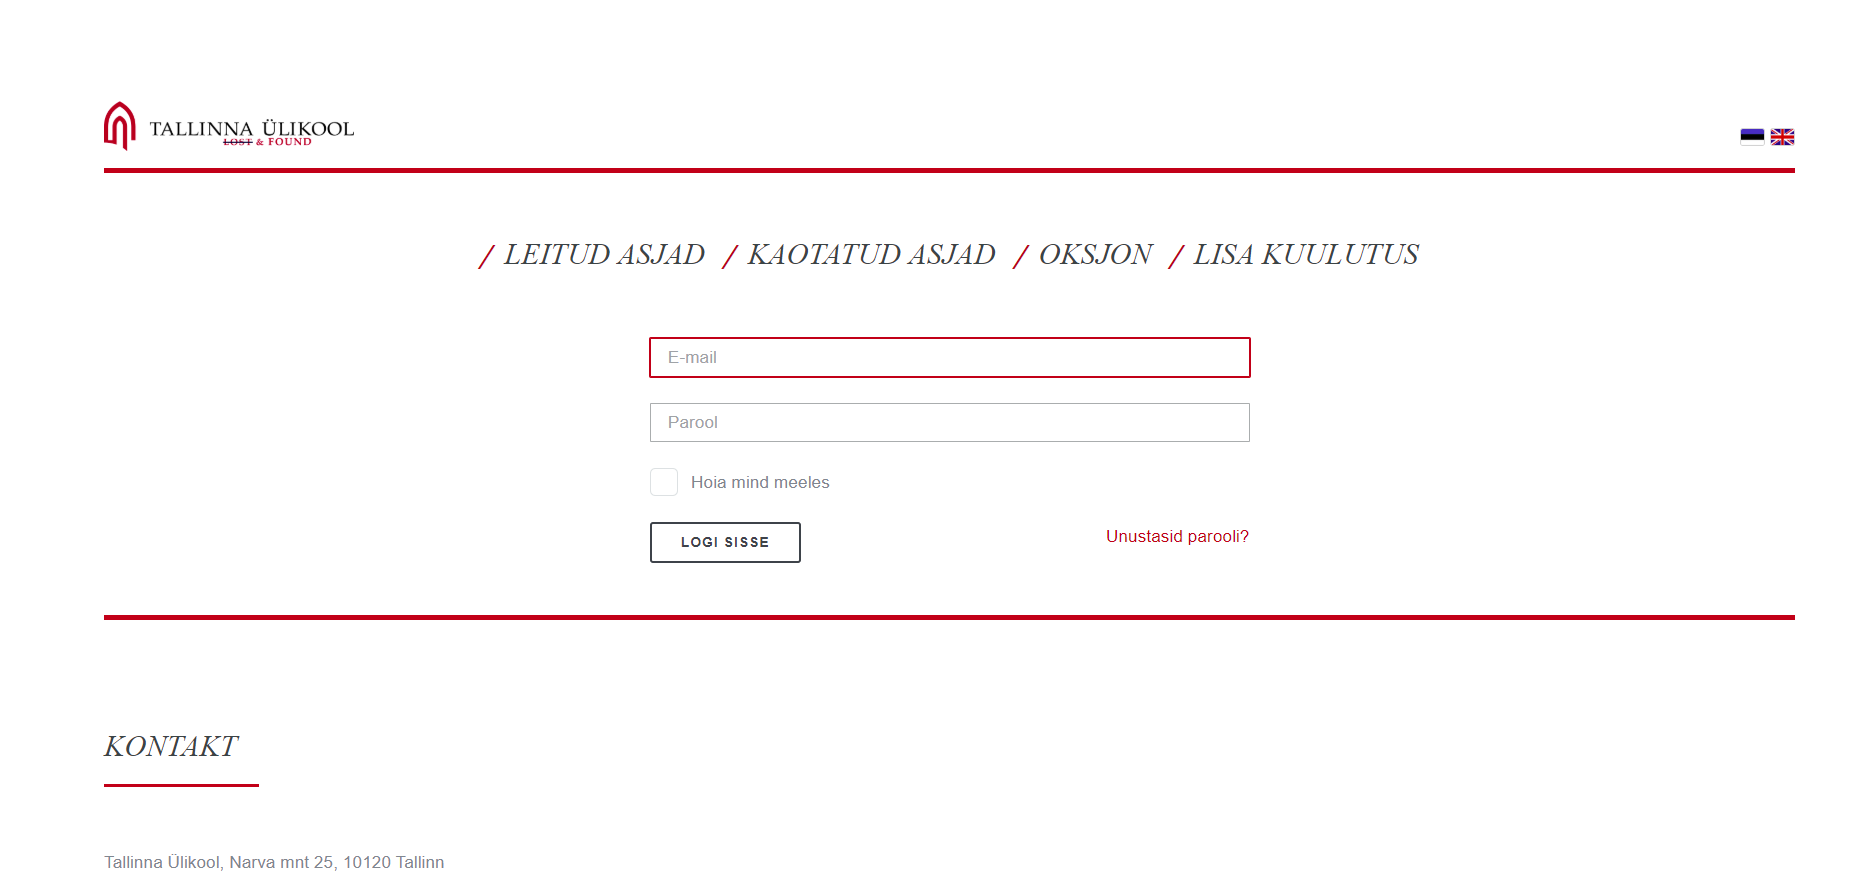 TALLINNA ÜLIKOOL
LOST & FOUND
/ LEITUD ASJAD / KAOTATUD ASJAD / OKSJON / LISA KUULUTUS
E-mail
Parool
Hoia mind meeles
LOGI SISSE Unustasid parooli?
KONTAKT
Tallinna Ülikool, Narva mnt 25, 10120 Tallinn